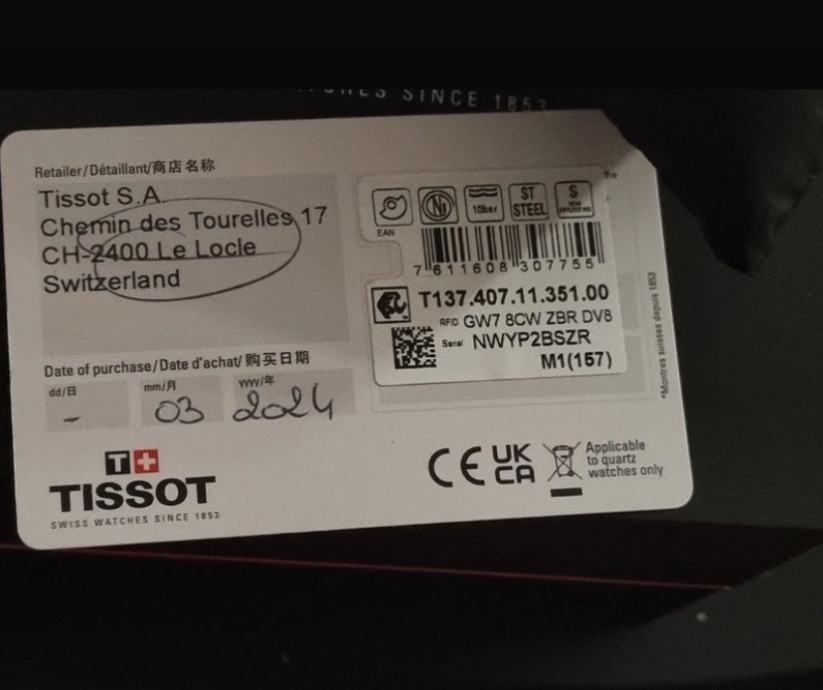 SINCE 1853
Retailer/Détaillant/商店名称
Tissot S.A.
Chemin des Tourelles 17
CH-2400 Le Locle
Switzerland
10bar
ST
STEEL
S
EAN
7 611608 307755
T137.407.11.351.00
RFID GW7 8CW ZBR DV8
Serial NWYP2BSZR
M1(157)
*Montres suisses depuis 1853
Date of purchase/Date d'achat/购买日期
dd/日 mm/月 yyyy/年
- 03 2024
T+
TISSOT
SWISS WATCHES SINCE 1853
CE UK
CA
Applicable
to quartz
watches only